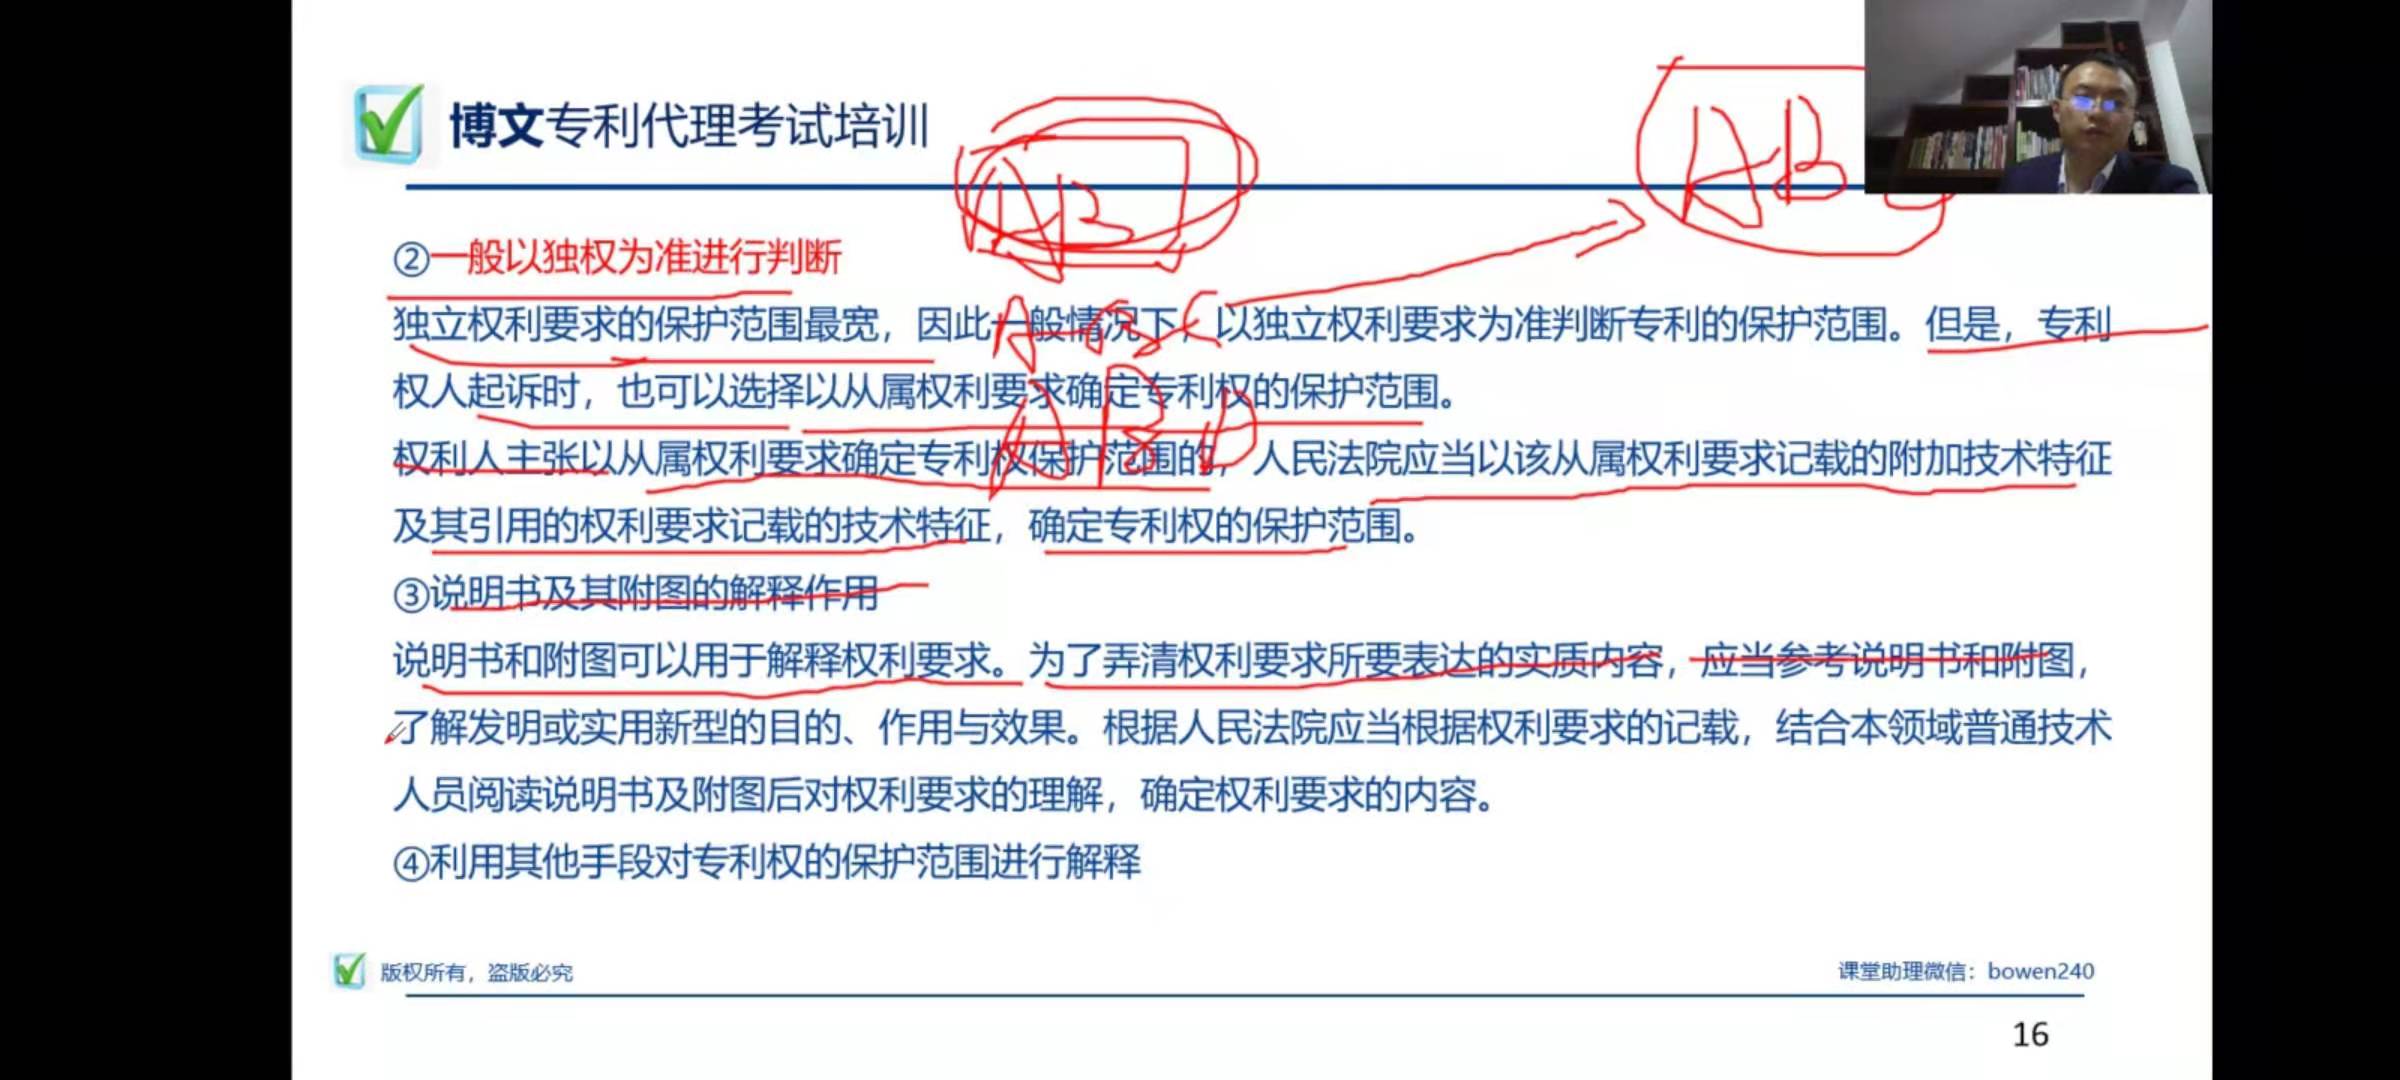 博文专利代理考试培训
AB
AB
②一般以独权为准进行判断
独立权利要求的保护范围最宽，因此一般情况下，以独立权利要求为准判断专利的保护范围。但是，专利
ABC
权人起诉时，也可以选择以从属权利要求确定专利权的保护范围。
ABD
权利人主张以从属权利要求确定专利权保护范围的，人民法院应当以该从属权利要求记载的附加技术特征
及其引用的权利要求记载的技术特征，确定专利权的保护范围。
③说明书及其附图的解释作用
说明书和附图可以用于解释权利要求。为了弄清权利要求所要表达的实质内容，应当参考说明书和附图，
了解发明或实用新型的目的、作用与效果。根据人民法院应当根据权利要求的记载，结合本领域普通技术
人员阅读说明书及附图后对权利要求的理解，确定权利要求的内容。
④利用其他手段对专利权的保护范围进行解释
版权所有，盗版必究
课堂助理微信：bowen240
16